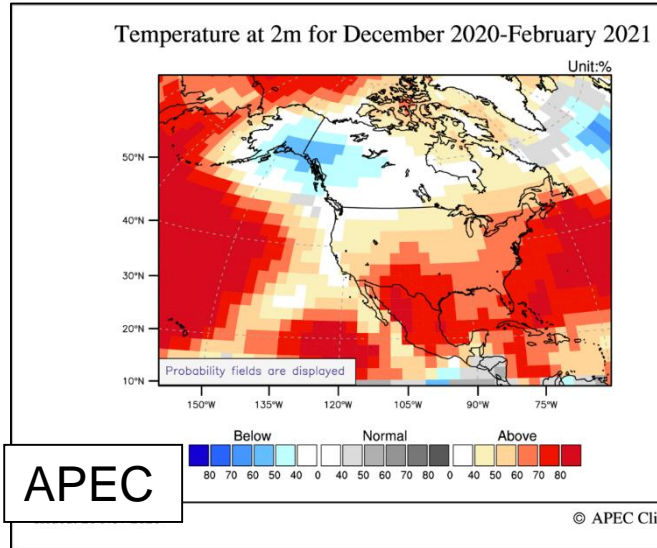 Temperature at 2m for December 2020-February 2021
Unit:%
50°N
40°N
30°N
20°N
10°N
Probability fields are displayed
150°W 135°W 120°W 105°W 90°W 75°W
Below Normal Above
80 70 60 50 40 0 40 50 60 70 80 0 40 50 60 70 80
APEC
© APEC Cli